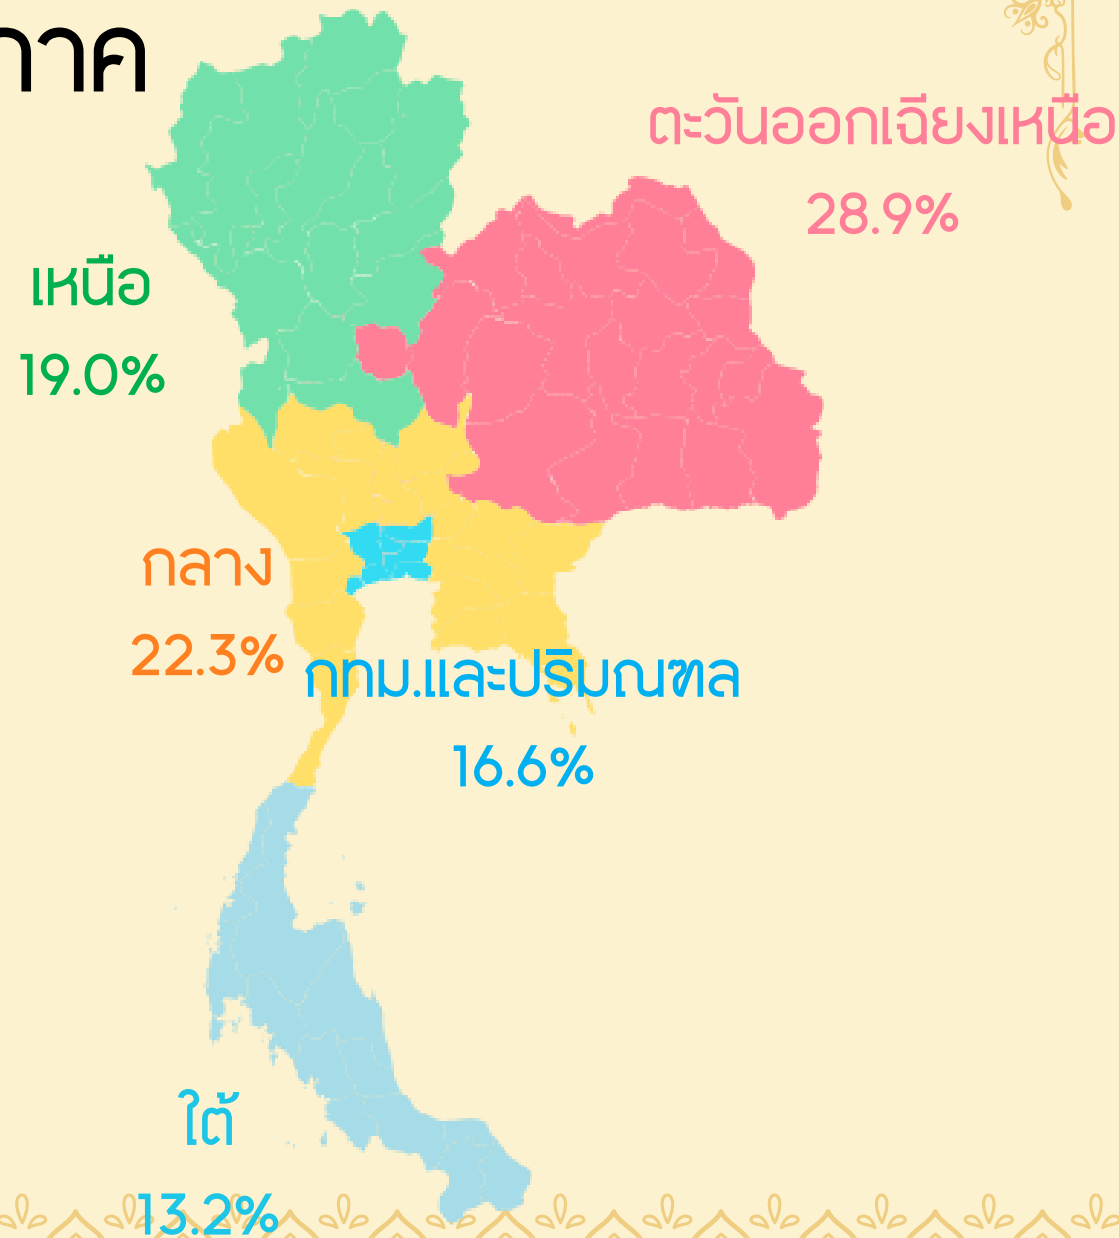 ภาค
ตะวันออกเฉียงเหนือ
28.9%
เหนือ
19.0%
กลาง
22.3%
กทม.และปริมณฑล
16.6%
ใต้
13.2%